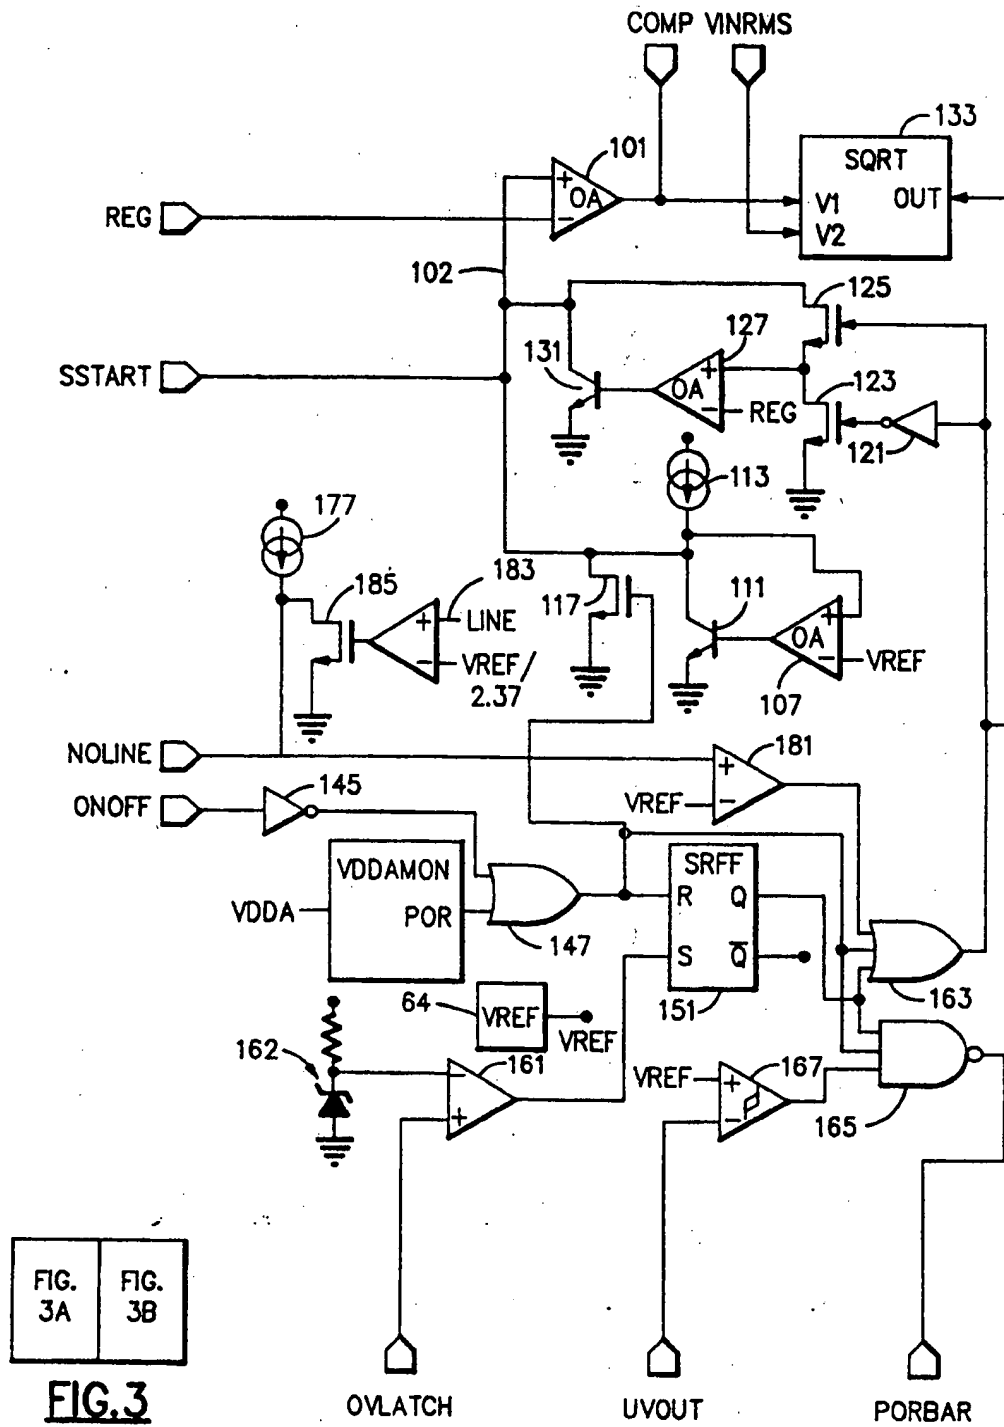 COMP VINRMS
133
SQRT
V1
OUT
V2
101
+
OA
−
REG
102
125
127
131
+
OA
−
REG
123
121
SSTART
113
177
185
183
+
LINE
−
VREF/
2.37
117
111
+
OA
−
VREF
107
NOLINE
181
+
VREF
−
ONOFF
145
VDDAMON
VDDA
POR
147
SRFF
R Q
S Q̅
151
163
64
VREF
VREF
162
161
−
+
VREF
+
−
167
165
FIG.
3A
FIG.
3B
FIG.3
OVLATCH
UVOUT
PORBAR